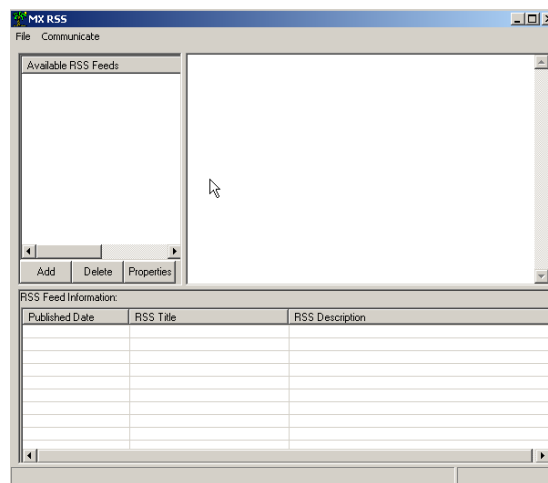 MX RSS
File Communicate
Available RSS Feeds
Add Delete Properties
RSS Feed Information:
Published Date RSS Title RSS Description